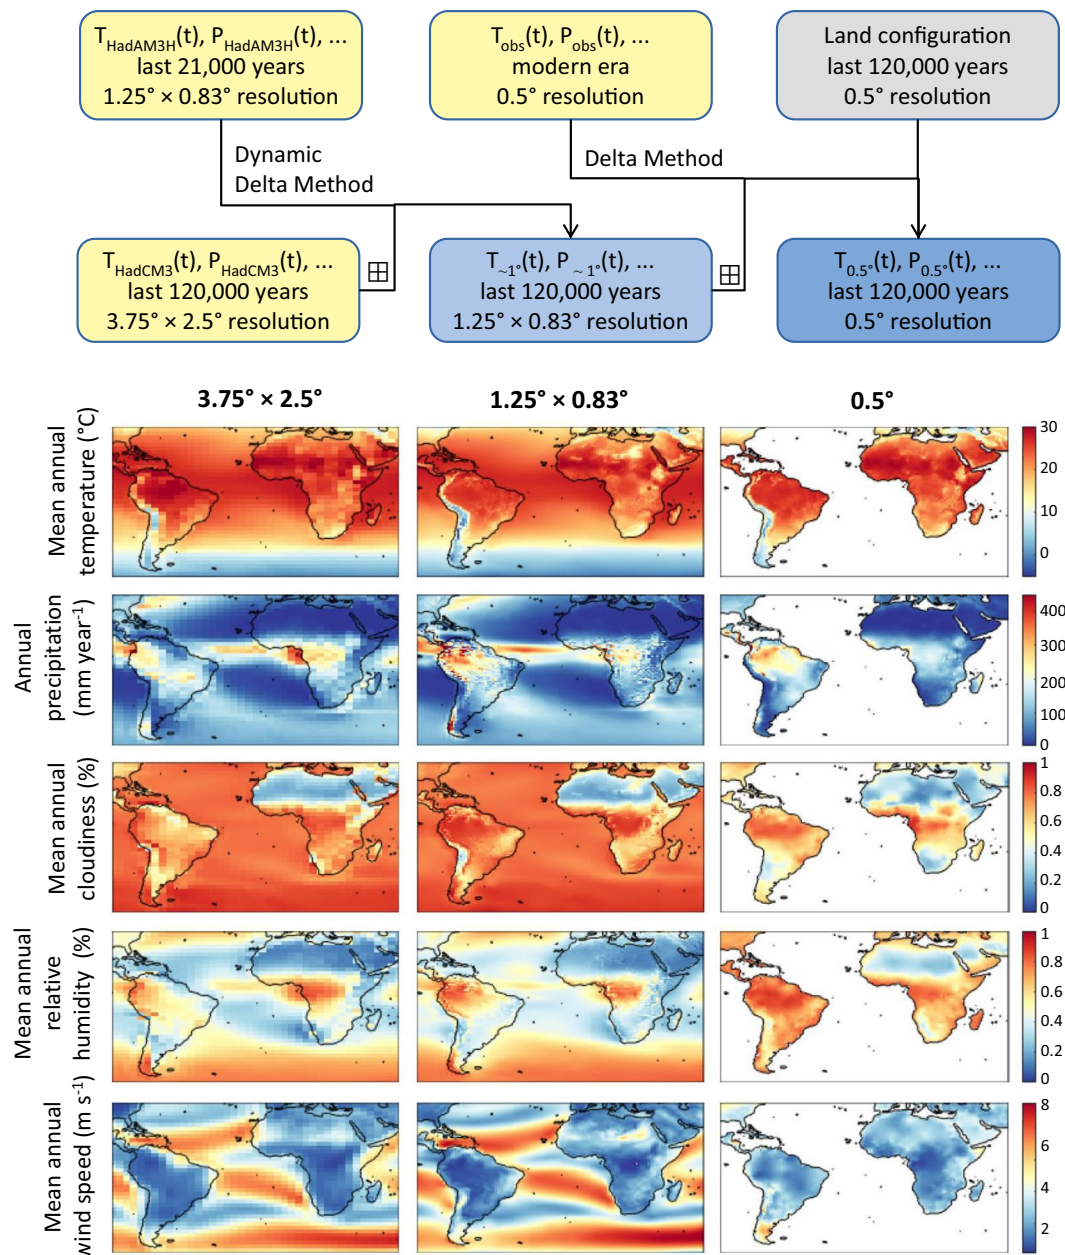 T_HadAM3H(t), P_HadAM3H(t), ...
last 21,000 years
1.25° × 0.83° resolution
T_obs(t), P_obs(t), ...
modern era
0.5° resolution
Land configuration
last 120,000 years
0.5° resolution
Dynamic
Delta Method
Delta Method
T_HadCM3(t), P_HadCM3(t), ...
last 120,000 years
3.75° × 2.5° resolution
T_~1°(t), P_~1°(t), ...
last 120,000 years
1.25° × 0.83° resolution
T_0.5°(t), P_0.5°(t), ...
last 120,000 years
0.5° resolution
3.75° × 2.5°
1.25° × 0.83°
0.5°
Mean annual
temperature (°C)
30
20
10
0
Annual
precipitation
(mm year⁻¹)
400
300
200
100
0
Mean annual
cloudiness (%)
1
0.8
0.6
0.4
0.2
0
Mean annual
relative
humidity (%)
1
0.8
0.6
0.4
0.2
0
Mean annual
wind speed (m s⁻¹)
8
6
4
2